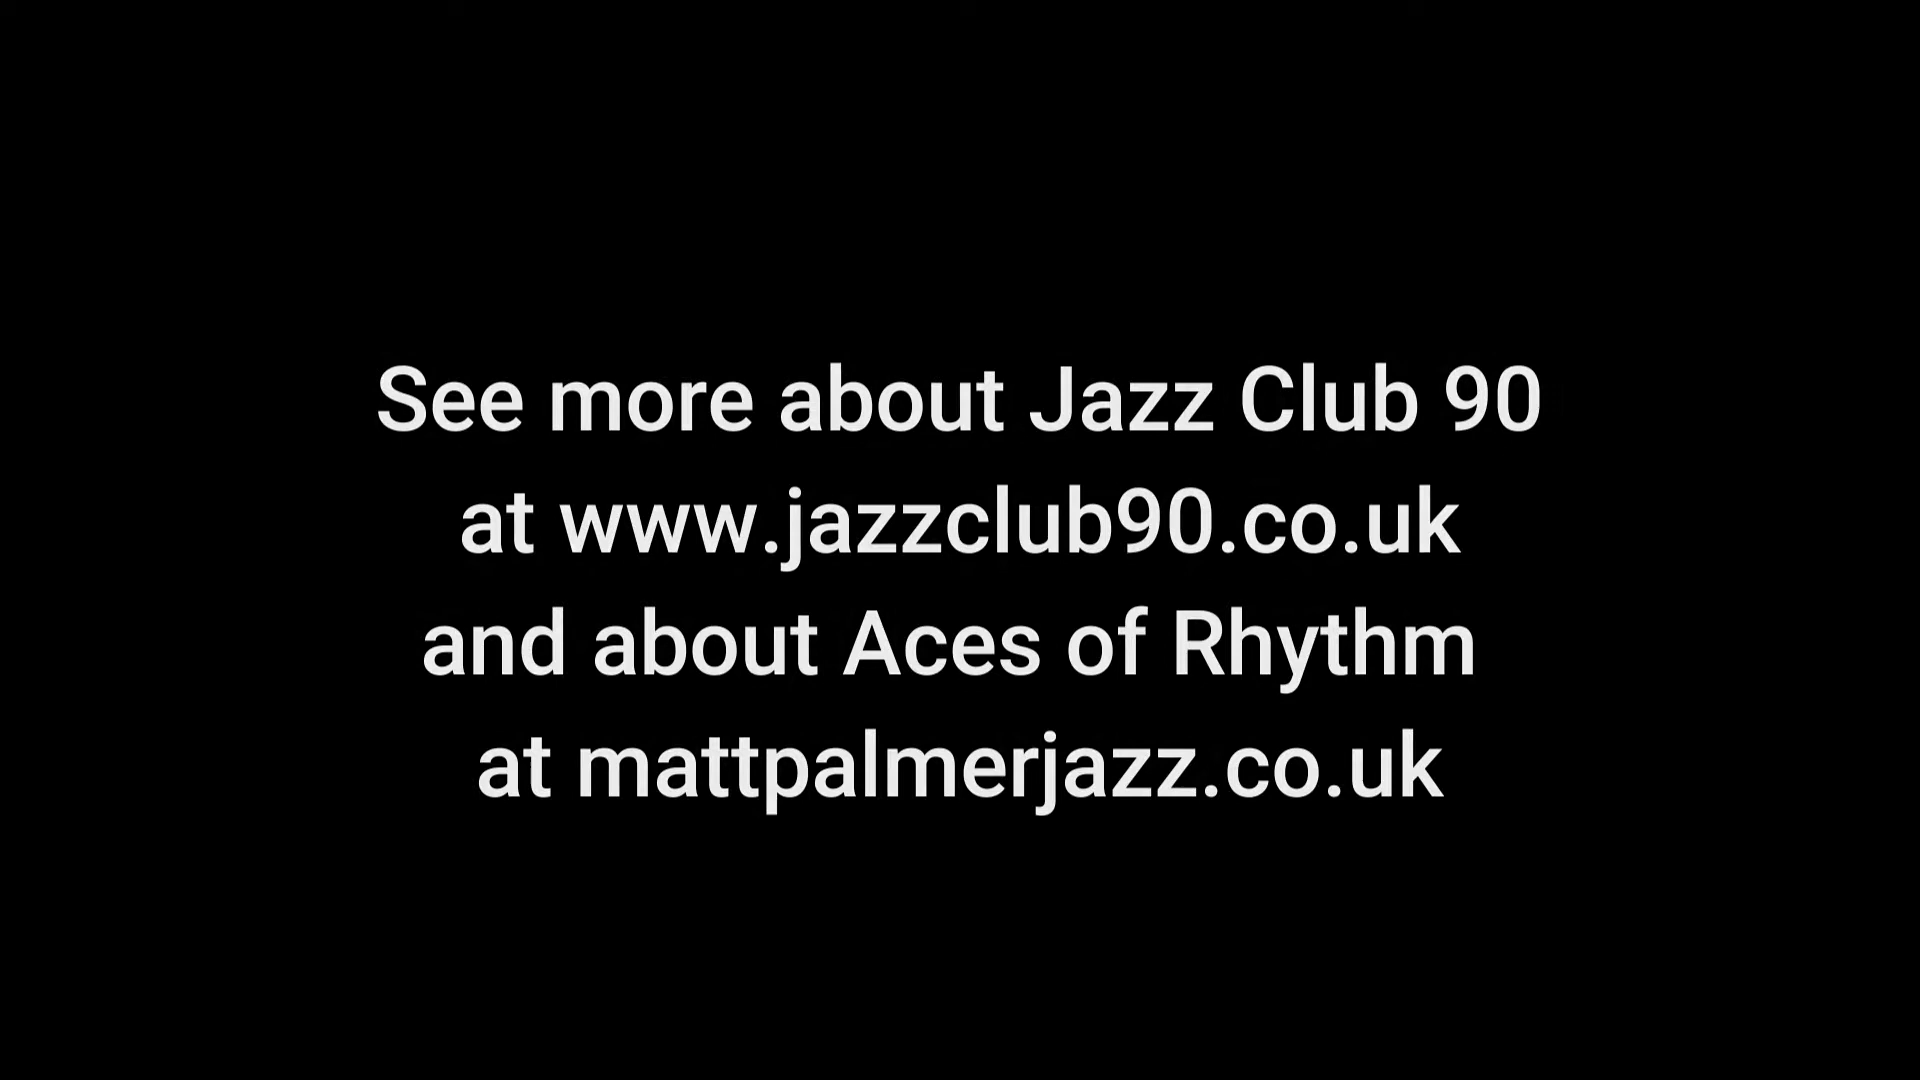 See more about Jazz Club 90
at www.jazzclub90.co.uk
and about Aces of Rhythm
at mattpalmerjazz.co.uk